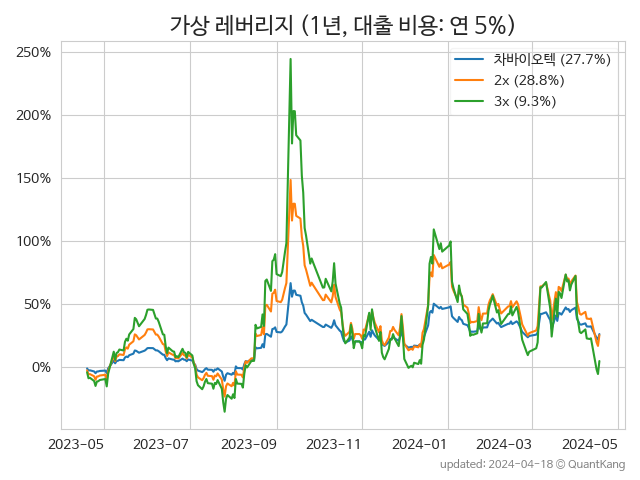 가상 레버리지 (1년, 대출 비용: 연 5%)
250%
200%
150%
100%
50%
0%
차바이오텍 (27.7%)
2x (28.8%)
3x (9.3%)
2023-05 2023-07 2023-09 2023-11 2024-01 2024-03 2024-05
updated: 2024-04-18 © QuantKang